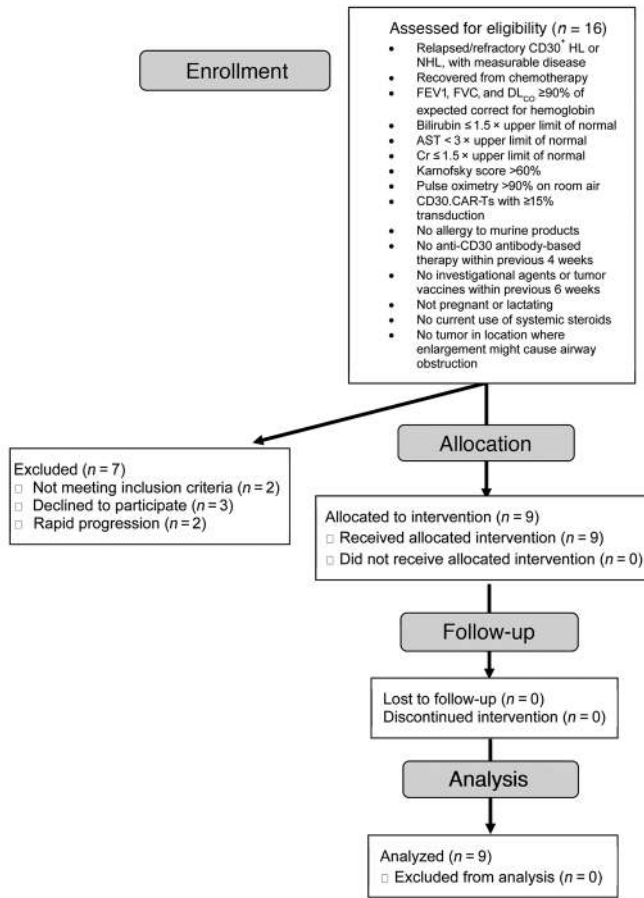 Assessed for eligibility (n = 16)
• Relapsed/refractory CD30+ HL or
NHL, with measurable disease
• Recovered from chemotherapy
• FEV1, FVC, and DLCO ≥90% of
expected correct for hemoglobin
• Bilirubin ≤ 1.5 × upper limit of normal
• AST < 3 × upper limit of normal
• Cr ≤ 1.5 × upper limit of normal
• Karnofsky score >60%
• Pulse oximetry >90% on room air
• CD30.CAR-Ts with ≥15%
transduction
• No allergy to murine products
• No anti-CD30 antibody-based
therapy within previous 4 weeks
• No investigational agents or tumor
vaccines within previous 6 weeks
• Not pregnant or lactating
• No current use of systemic steroids
• No tumor in location where
enlargement might cause airway
obstruction
Enrollment
Allocation
Excluded (n = 7)
□ Not meeting inclusion criteria (n = 2)
□ Declined to participate (n = 3)
□ Rapid progression (n = 2)
Allocated to intervention (n = 9)
□ Received allocated intervention (n = 9)
□ Did not receive allocated intervention (n = 0)
Follow-up
Lost to follow-up (n = 0)
Discontinued intervention (n = 0)
Analysis
Analyzed (n = 9)
□ Excluded from analysis (n = 0)